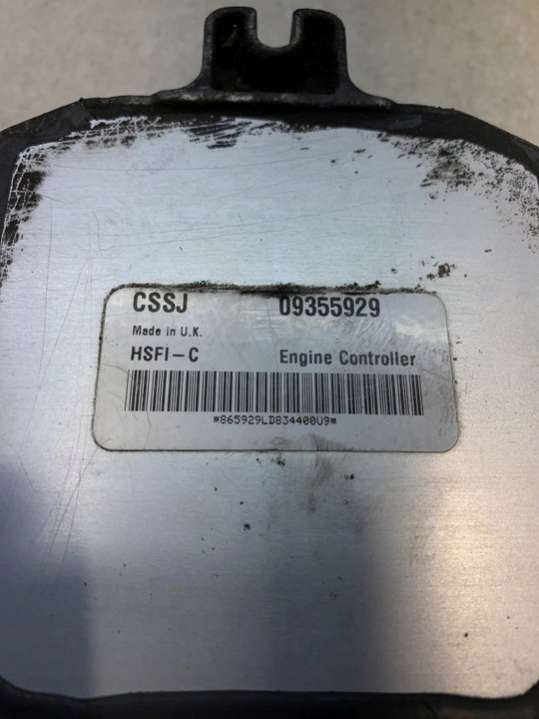 CSSJ 09355929
Made in U.K.
HSFI-C Engine Controller
*865929LD834400U9*